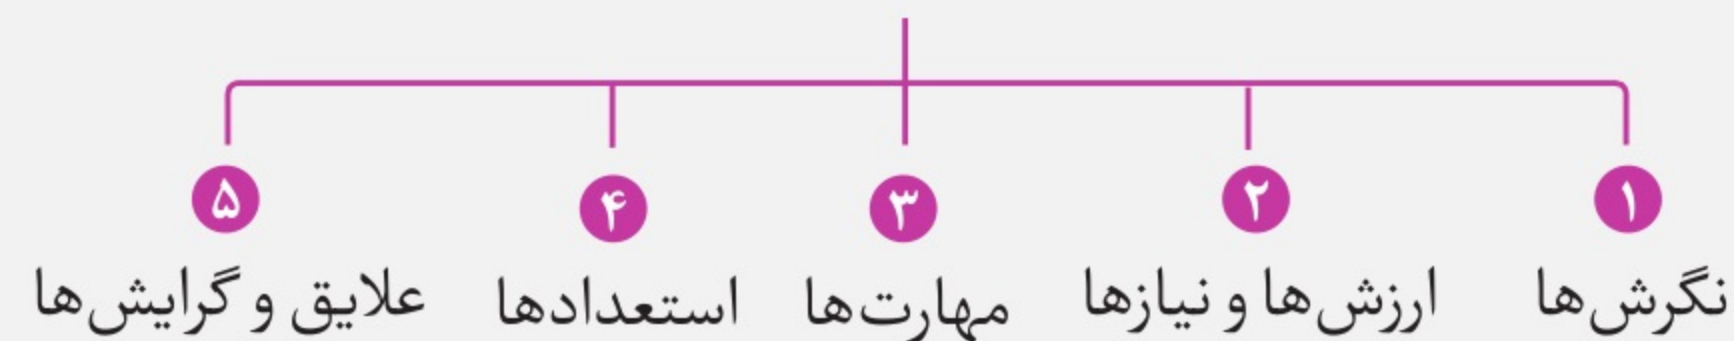 ۱ ۲ ۳ ۴ ۵
نگرش‌ها ارزش‌ها و نیازها مهارت‌ها استعدادها علایق و گرایش‌ها